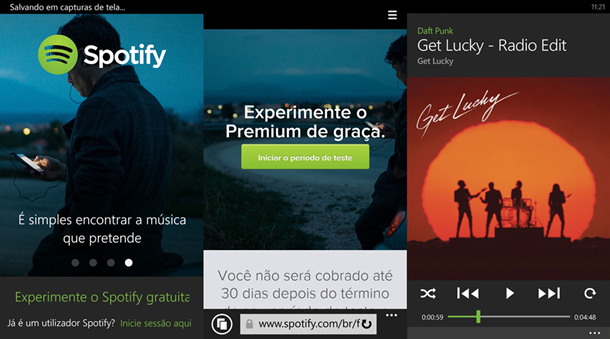 Salvando em capturas de tela...
Spotify
É simples encontrar a música
que pretende
Experimente o Spotify gratuita
Já é um utilizador Spotify? Inicie sessão aqui
Experimente o
Premium de graça.
Iniciar o período de teste
Você não será cobrado até
30 dias depois do término
www.spotify.com/br/f
11:21
Daft Punk
Get Lucky - Radio Edit
Get Lucky
Get Lucky
0:00:59
0:04:08